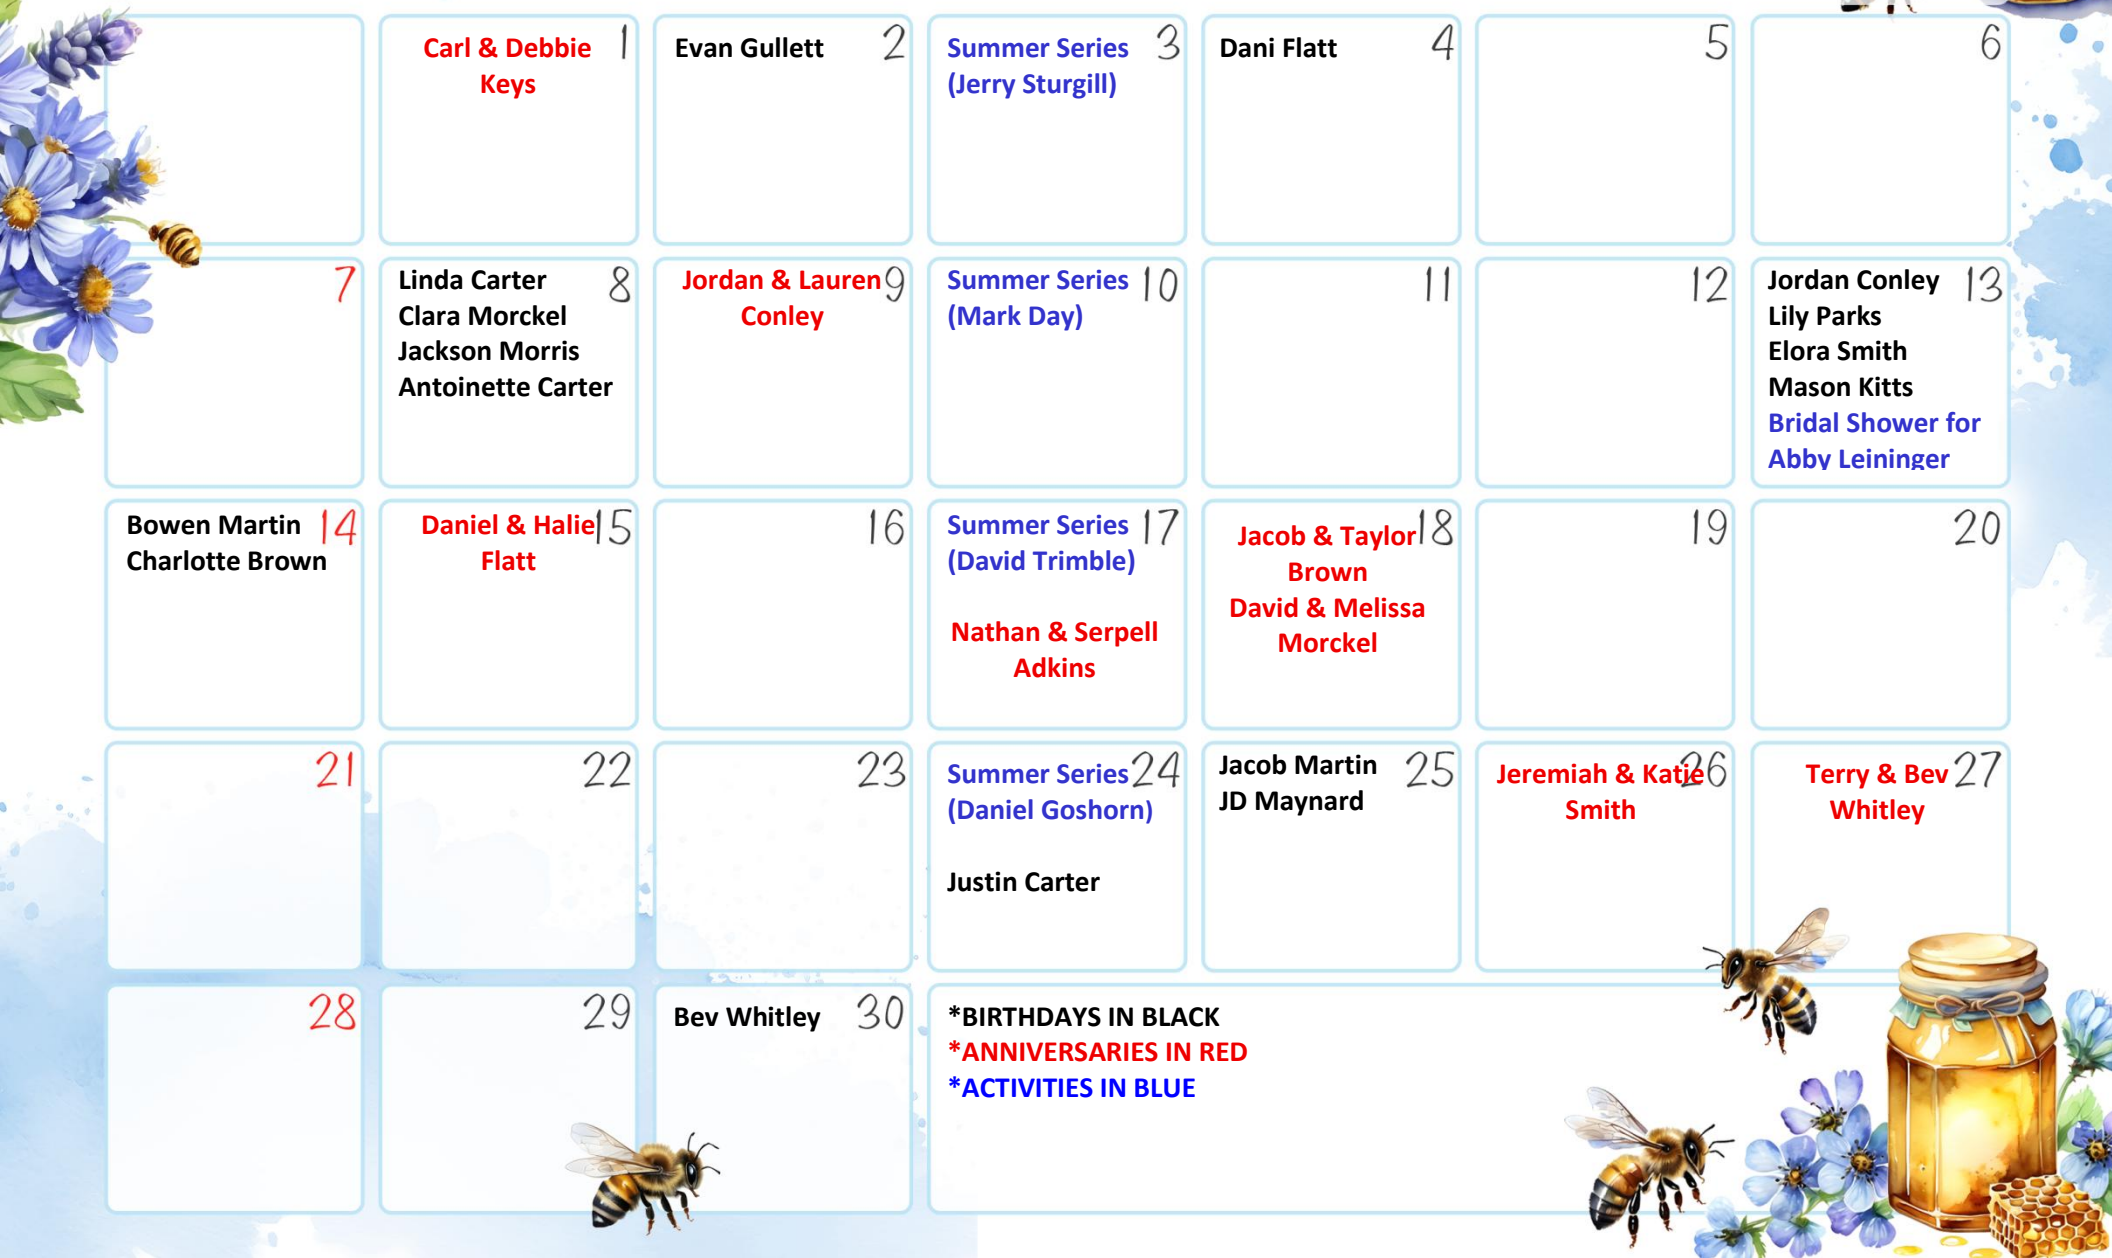 Carl & Debbie 1
Keys
Evan Gullett 2
Summer Series 3
(Jerry Sturgill)
Dani Flatt 4
5
6
7
Linda Carter 8
Clara Morckel
Jackson Morris
Antoinette Carter
Jordan & Lauren 9
Conley
Summer Series 10
(Mark Day)
11
12
Jordan Conley 13
Lily Parks
Elora Smith
Mason Kitts
Bridal Shower for
Abby Leininger
Bowen Martin 14
Charlotte Brown
Daniel & Halie 15
Flatt
16
Summer Series 17
(David Trimble)
Nathan & Serpell
Adkins
Jacob & Taylor 18
Brown
David & Melissa
Morckel
19
20
21
22
23
Summer Series 24
(Daniel Goshorn)
Justin Carter
Jacob Martin 25
JD Maynard
Jeremiah & Katie 26
Smith
Terry & Bev 27
Whitley
28
29
Bev Whitley 30
*BIRTHDAYS IN BLACK
*ANNIVERSARIES IN RED
*ACTIVITIES IN BLUE